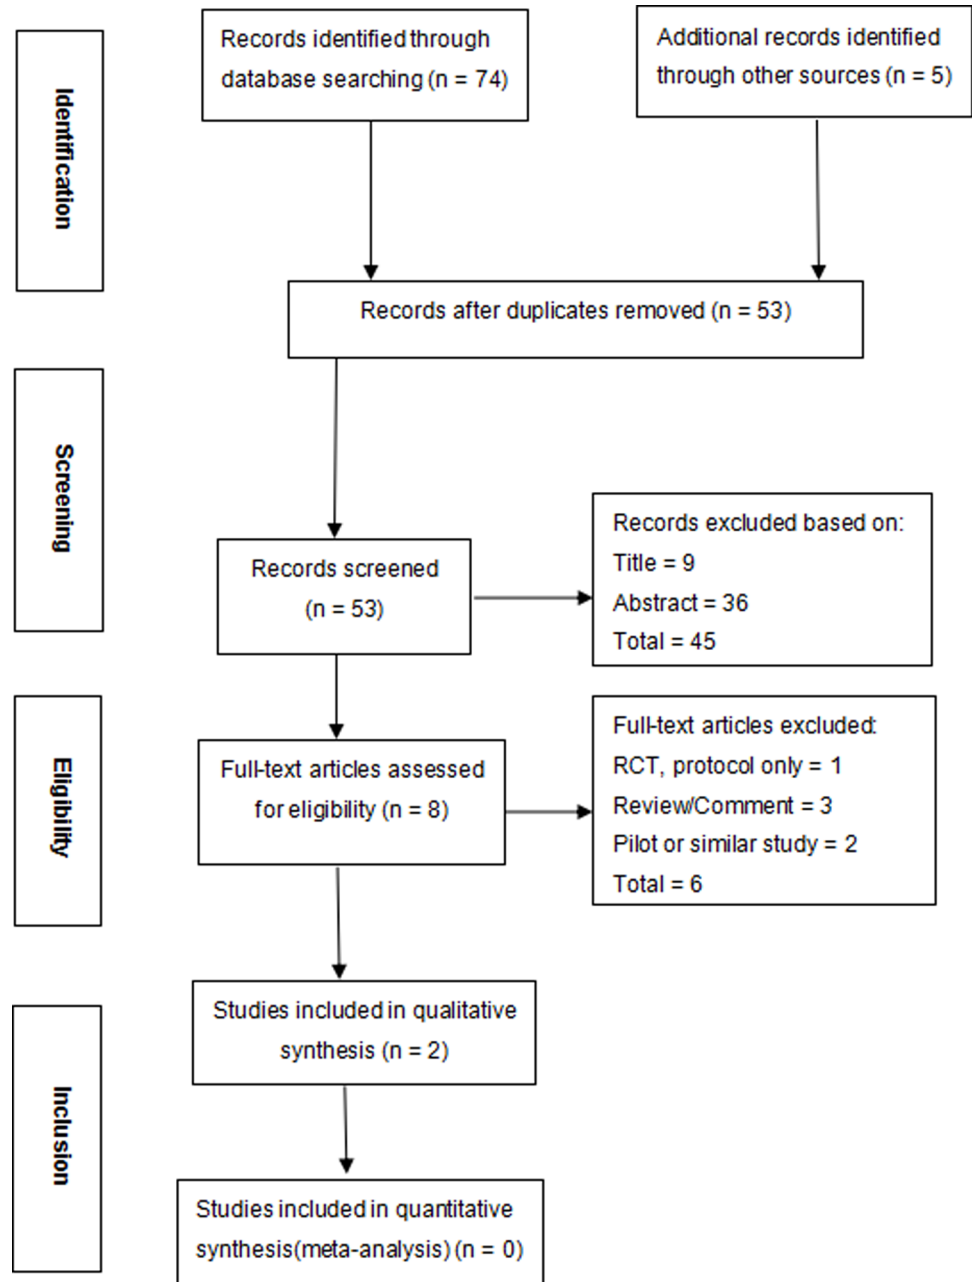 Identification
Records identified through
database searching (n = 74)
Additional records identified
through other sources (n = 5)
Records after duplicates removed (n = 53)
Screening
Records screened
(n = 53)
Records excluded based on:
Title = 9
Abstract = 36
Total = 45
Eligibility
Full-text articles assessed
for eligibility (n = 8)
Full-text articles excluded:
RCT, protocol only = 1
Review/Comment = 3
Pilot or similar study = 2
Total = 6
Inclusion
Studies included in qualitative
synthesis (n = 2)
Studies included in quantitative
synthesis(meta-analysis) (n = 0)